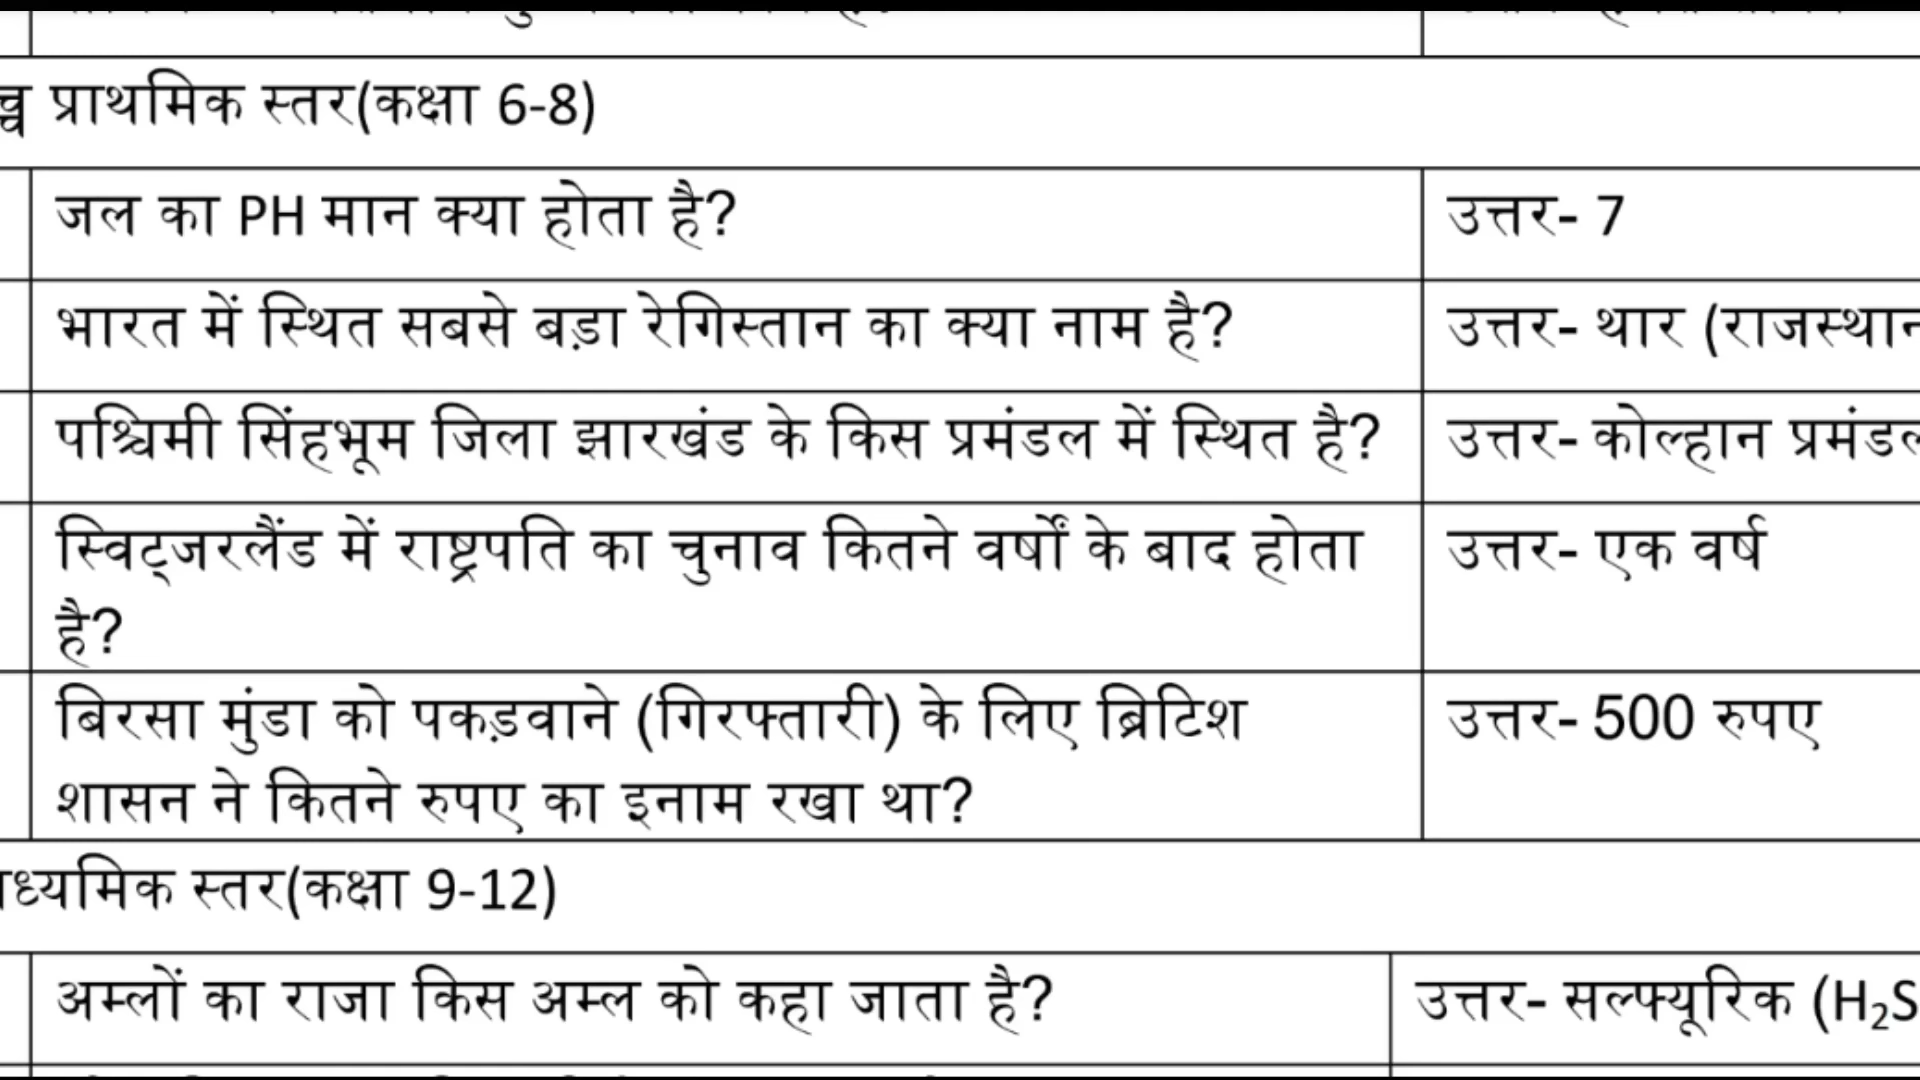 प्राथमिक स्तर(कक्षा 6-8)
जल का PH मान क्या होता है? उत्तर- 7
भारत में स्थित सबसे बड़ा रेगिस्तान का क्या नाम है? उत्तर- थार (राजस्थान
पश्चिमी सिंहभूम जिला झारखंड के किस प्रमंडल में स्थित है? उत्तर- कोल्हान प्रमंडल
स्विट्जरलैंड में राष्ट्रपति का चुनाव कितने वर्षों के बाद होता उत्तर- एक वर्ष
है?
बिरसा मुंडा को पकड़वाने (गिरफ्तारी) के लिए ब्रिटिश उत्तर- 500 रुपए
शासन ने कितने रुपए का इनाम रखा था?
ाध्यमिक स्तर(कक्षा 9-12)
अम्लों का राजा किस अम्ल को कहा जाता है? उत्तर- सल्फ्यूरिक (H₂S